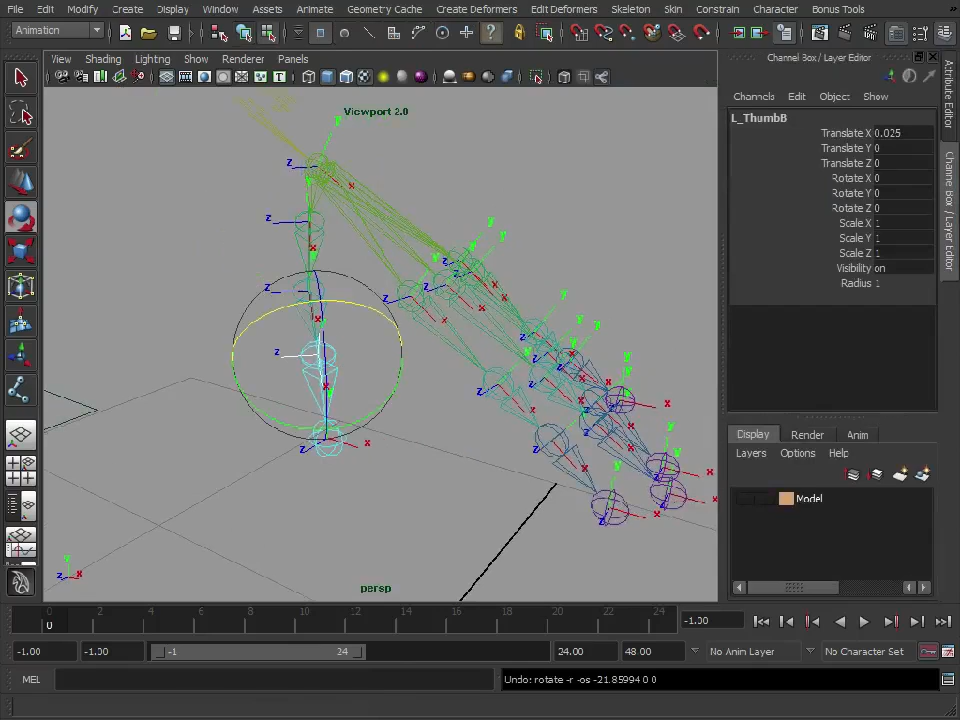 File Edit Modify Create Display Window Assets Animate Geometry Cache Create Deformers Edit Deformers Skeleton Skin Constrain Character Bonus Tools
Animation
View Shading Lighting Show Renderer Panels
Channel Box / Layer Editor
Channels Edit Object Show
L_ThumbB
Translate X 0.025
Translate Y 0
Translate Z 0
Rotate X 0
Rotate Y 0
Rotate Z 0
Scale X 1
Scale Y 1
Scale Z 1
Visibility on
Radius 1
Attribute Editor
Channel Box / Layer Editor
Viewport 2.0
persp
Display Render Anim
Layers Options Help
Model
0 2 4 6 8 10 12 14 16 18 20 22 24
0
-1.00
-1.00 -1.00 -1 24 24.00 48.00 No Anim Layer No Character Set
MEL Undo: rotate -r -os -21.85994 0 0